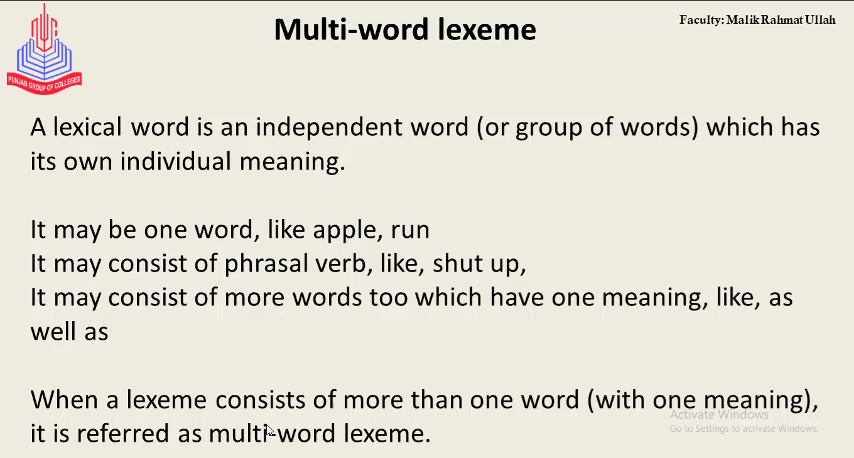 Multi-word lexeme
Faculty: Malik Rahmat Ullah
PUNJAB GROUP OF COLLEGES
A lexical word is an independent word (or group of words) which has
its own individual meaning.
It may be one word, like apple, run
It may consist of phrasal verb, like, shut up,
It may consist of more words too which have one meaning, like, as
well as
When a lexeme consists of more than one word (with one meaning),
it is referred as multi-word lexeme.
Activate Windows
Go to Settings to activate Windows.